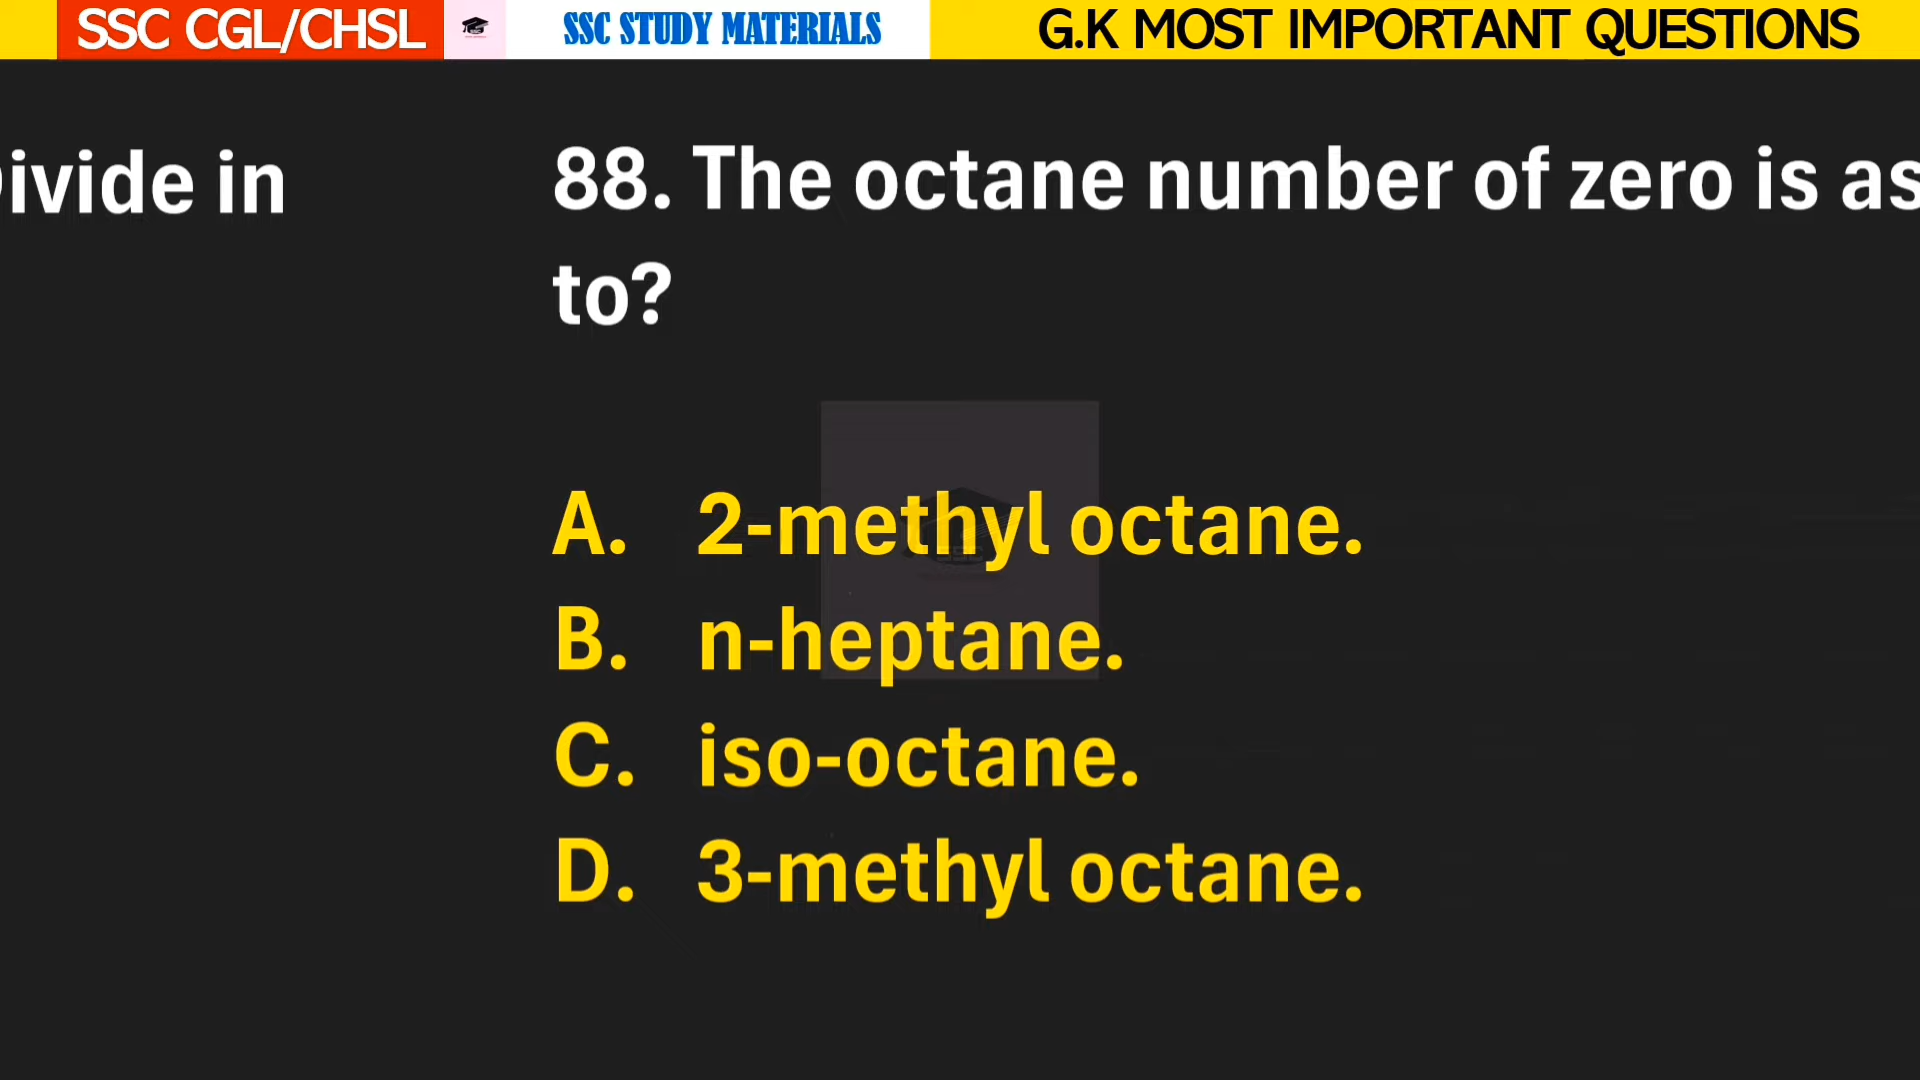 SSC CGL/CHSL
SSC STUDY MATERIALS
G.K MOST IMPORTANT QUESTIONS
ivide in
88. The octane number of zero is as
to?
A. 2-methyl octane.
B. n-heptane.
C. iso-octane.
D. 3-methyl octane.